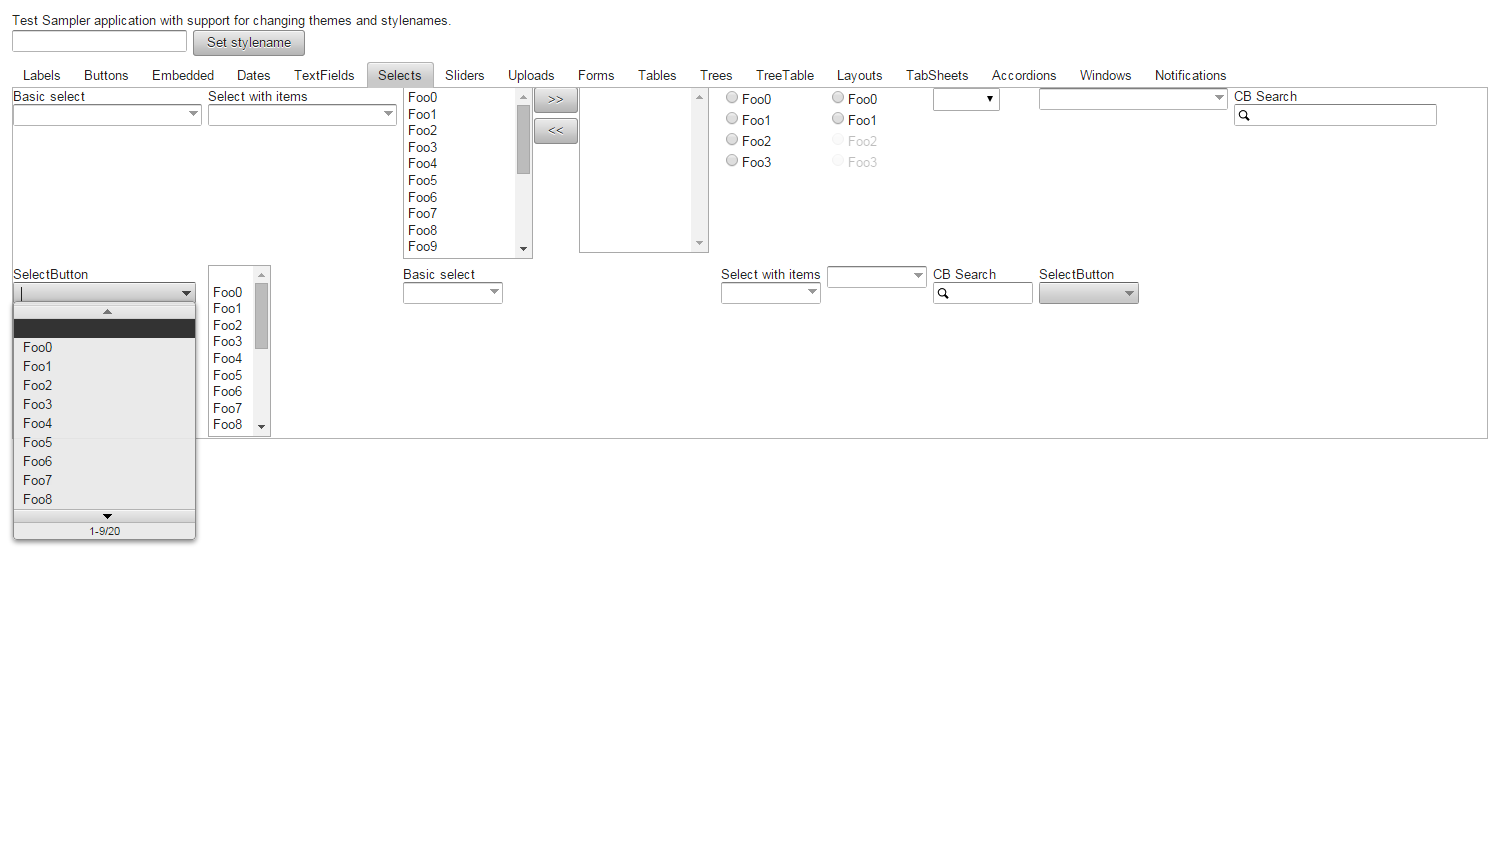 Test Sampler application with support for changing themes and stylenames.
Set stylename
Labels Buttons Embedded Dates TextFields Selects Sliders Uploads Forms Tables Trees TreeTable Layouts TabSheets Accordions Windows Notifications
Basic select
Select with items
Foo0
Foo1
Foo2
Foo3
Foo4
Foo5
Foo6
Foo7
Foo8
Foo9
>>
<<
Foo0
Foo1
Foo2
Foo3
Foo0
Foo1
Foo2
Foo3
CB Search
SelectButton
Foo0
Foo1
Foo2
Foo3
Foo4
Foo5
Foo6
Foo7
Foo8
1-9/20
Foo0
Foo1
Foo2
Foo3
Foo4
Foo5
Foo6
Foo7
Foo8
Basic select
Select with items
CB Search
SelectButton